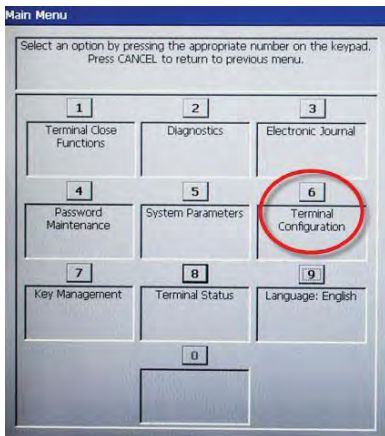 Main Menu
Select an option by pressing the appropriate number on the keypad.
Press CANCEL to return to previous menu.
1
2
3
Terminal Close
Functions
Diagnostics
Electronic Journal
4
5
6
Password
Maintenance
System Parameters
Terminal
Configuration
7
8
9
Key Management
Terminal Status
Language: English
0